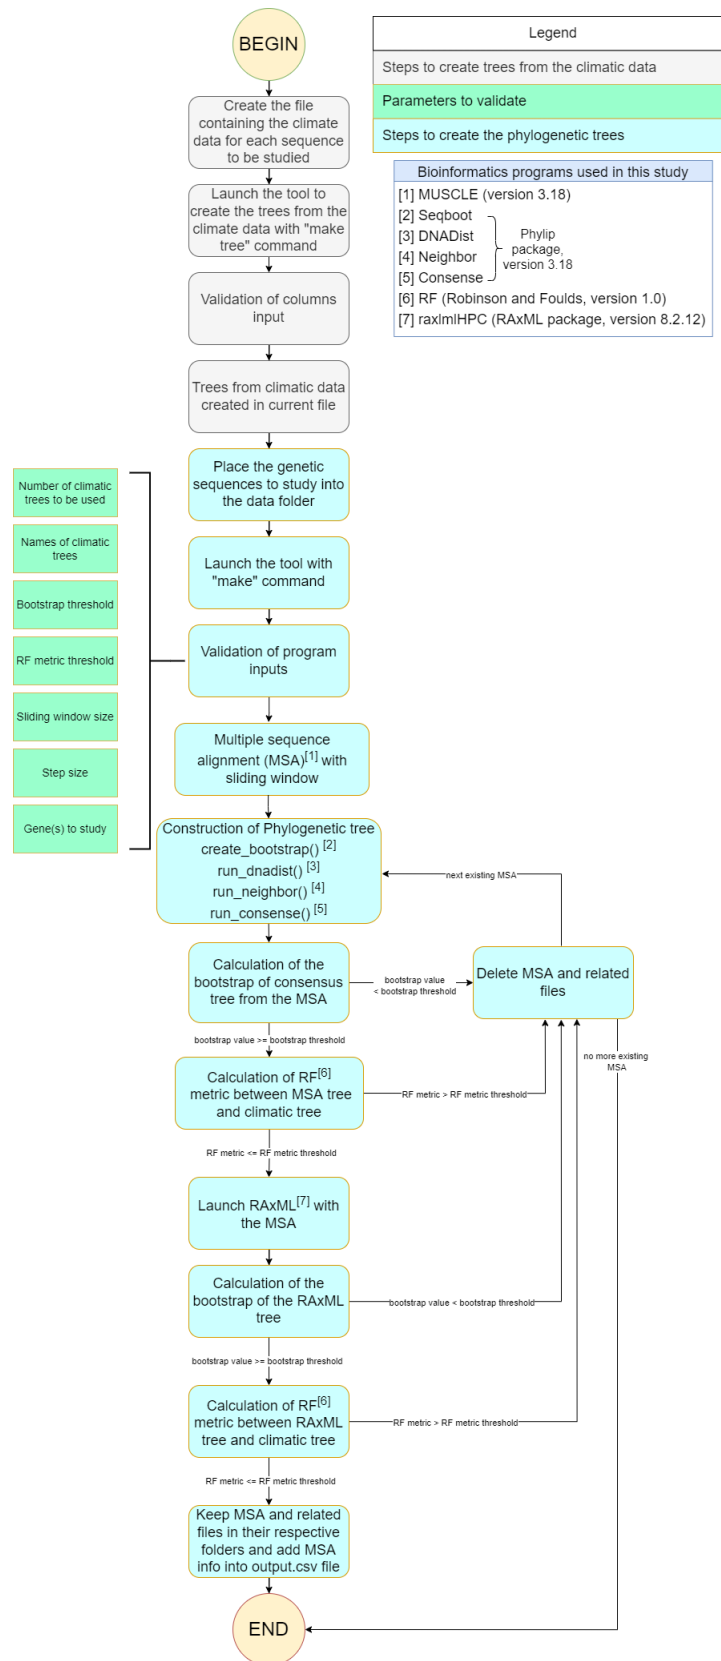 BEGIN
Legend
Steps to create trees from the climatic data
Parameters to validate
Steps to create the phylogenetic trees
Bioinformatics programs used in this study
[1] MUSCLE (version 3.18)
[2] Seqboot
[3] DNADist
[4] Neighbor
[5] Consense
Phylip
package,
version 3.18
[6] RF (Robinson and Foulds, version 1.0)
[7] raxlmlHPC (RAxML package, version 8.2.12)
Create the file
containing the climate
data for each sequence
to be studied
Launch the tool to
create the trees from the
climate data with "make
tree" command
Validation of columns
input
Trees from climatic data
created in current file
Place the genetic
sequences to study into
the data folder
Launch the tool with
"make" command
Validation of program
inputs
Number of climatic
trees to be used
Names of climatic
trees
Bootstrap threshold
RF metric threshold
Sliding window size
Step size
Gene(s) to study
Multiple sequence
alignment (MSA)[1] with
sliding window
Construction of Phylogenetic tree
create_bootstrap() [2]
run_dnadist() [3]
run_neighbor() [4]
run_consense() [5]
next existing MSA
Calculation of the
bootstrap of consensus
tree from the MSA
bootstrap value
< bootstrap threshold
Delete MSA and related
files
bootstrap value >= bootstrap threshold
no more existing
MSA
Calculation of RF[6]
metric between MSA tree
and climatic tree
RF metric > RF metric threshold
RF metric <= RF metric threshold
Launch RAxML[7] with
the MSA
Calculation of the
bootstrap of the RAxML
tree
bootstrap value < bootstrap threshold
bootstrap value >= bootstrap threshold
Calculation of RF[6]
metric between RAxML
tree and climatic tree
RF metric > RF metric threshold
RF metric <= RF metric threshold
Keep MSA and related
files in their respective
folders and add MSA
info into output.csv file
END